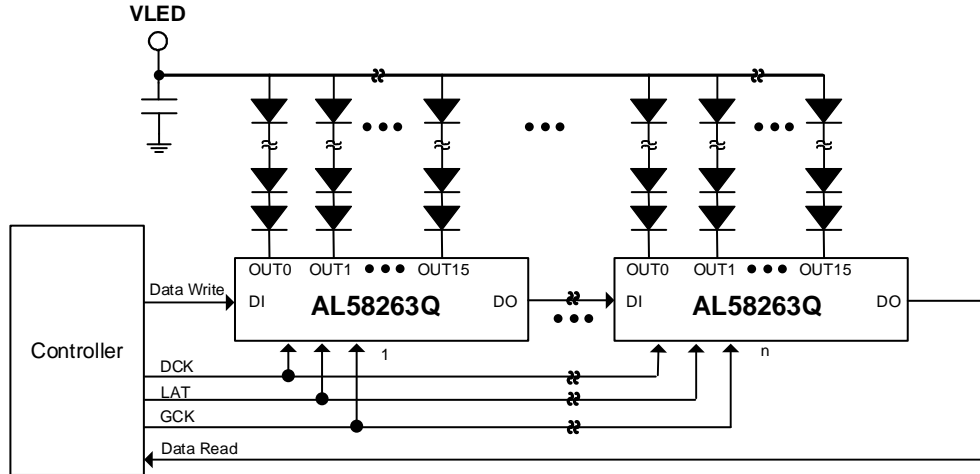 VLED
OUT0 OUT1 OUT15
OUT0 OUT1 OUT15
Data Write
DI AL58263Q DO
DI AL58263Q DO
Controller
1
n
DCK
LAT
GCK
Data Read